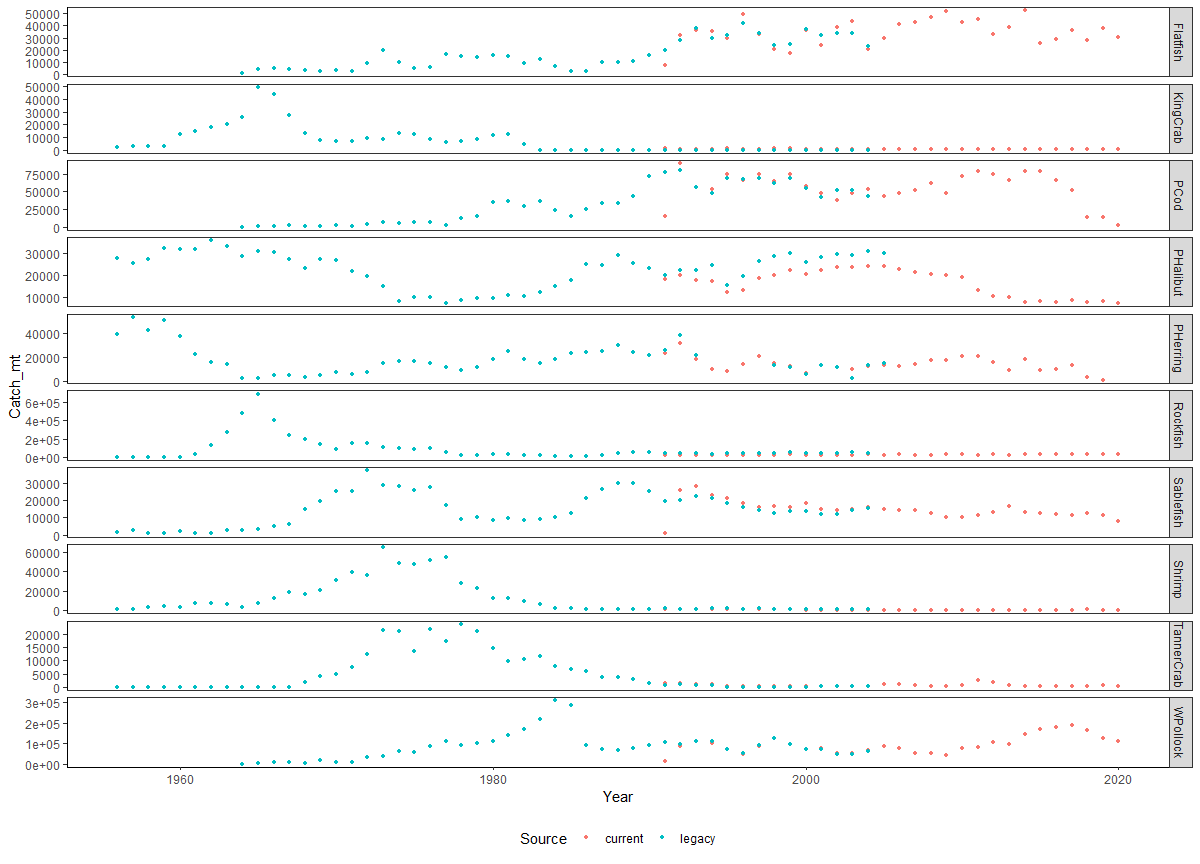 50000
40000
30000
20000
10000
0
Flatfish
50000
40000
30000
20000
10000
0
KingCrab
75000
50000
25000
0
PCod
30000
20000
10000
PHalibut
40000
20000
0
PHerring
6e+05
4e+05
2e+05
0e+00
Rockfish
30000
20000
10000
0
Sablefish
60000
40000
20000
0
Shrimp
20000
15000
10000
5000
0
TannerCrab
3e+05
2e+05
1e+05
0e+00
WPollock
Catch_mt
1960 1980 2000 2020
Year
Source current legacy